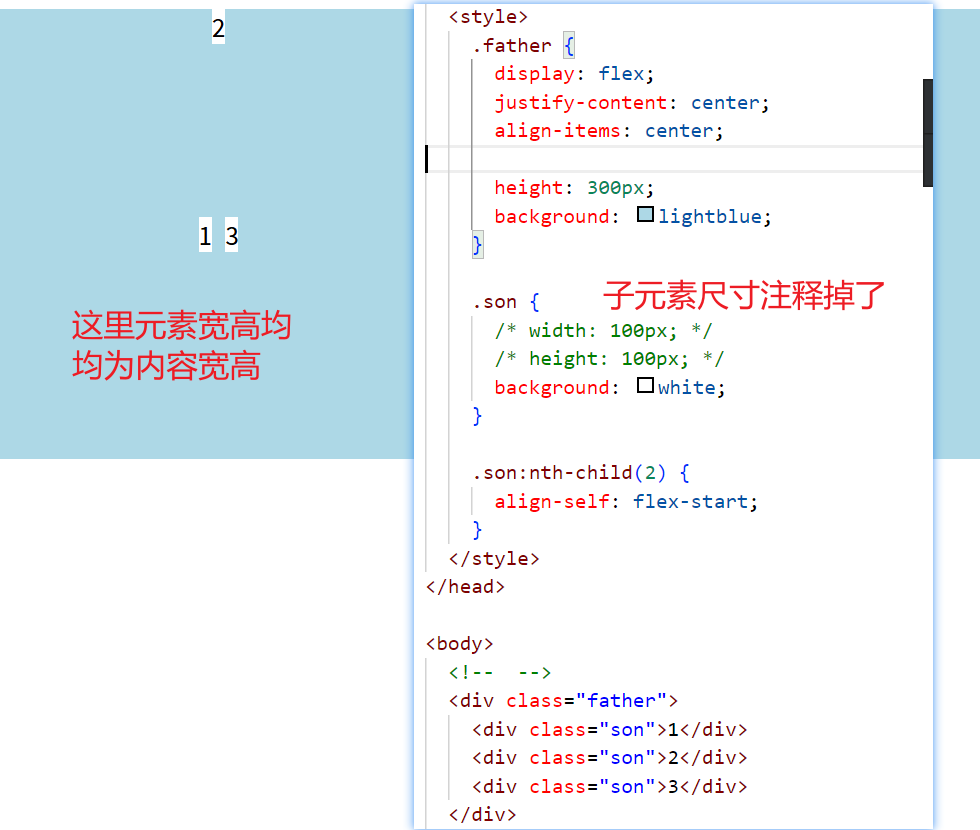 2
1 3
这里元素宽高均
均为内容宽高
<style>
.father {
display: flex;
justify-content: center;
align-items: center;
height: 300px;
background: lightblue;
}
子元素尺寸注释掉了
.son {
/* width: 100px; */
/* height: 100px; */
background: white;
}
.son:nth-child(2) {
align-self: flex-start;
}
</style>
</head>
<body>
<!--  -->
<div class="father">
<div class="son">1</div>
<div class="son">2</div>
<div class="son">3</div>
</div>